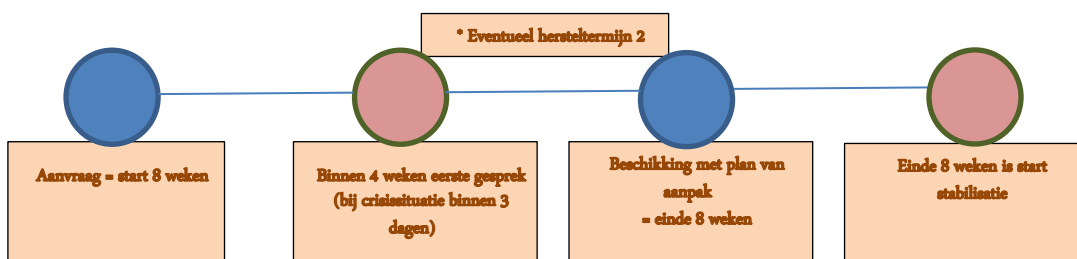 * Eventueel hersteltermijn 2
Aanvraag = start 8 weken
Binnen 4 weken eerste gesprek
(bij crisissituatie binnen 3
dagen)
Beschikking met plan van
aanpak
= einde 8 weken
Einde 8 weken is start
stabilisatie